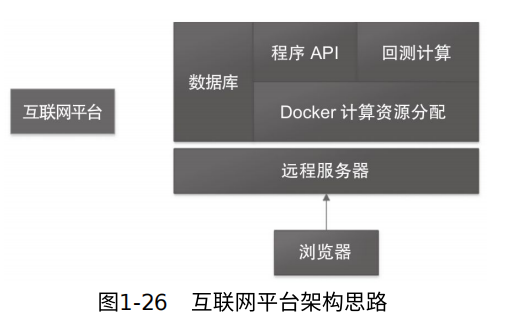 程序 API
回测计算
数据库
Docker 计算资源分配
互联网平台
远程服务器
浏览器
图1-26 互联网平台架构思路